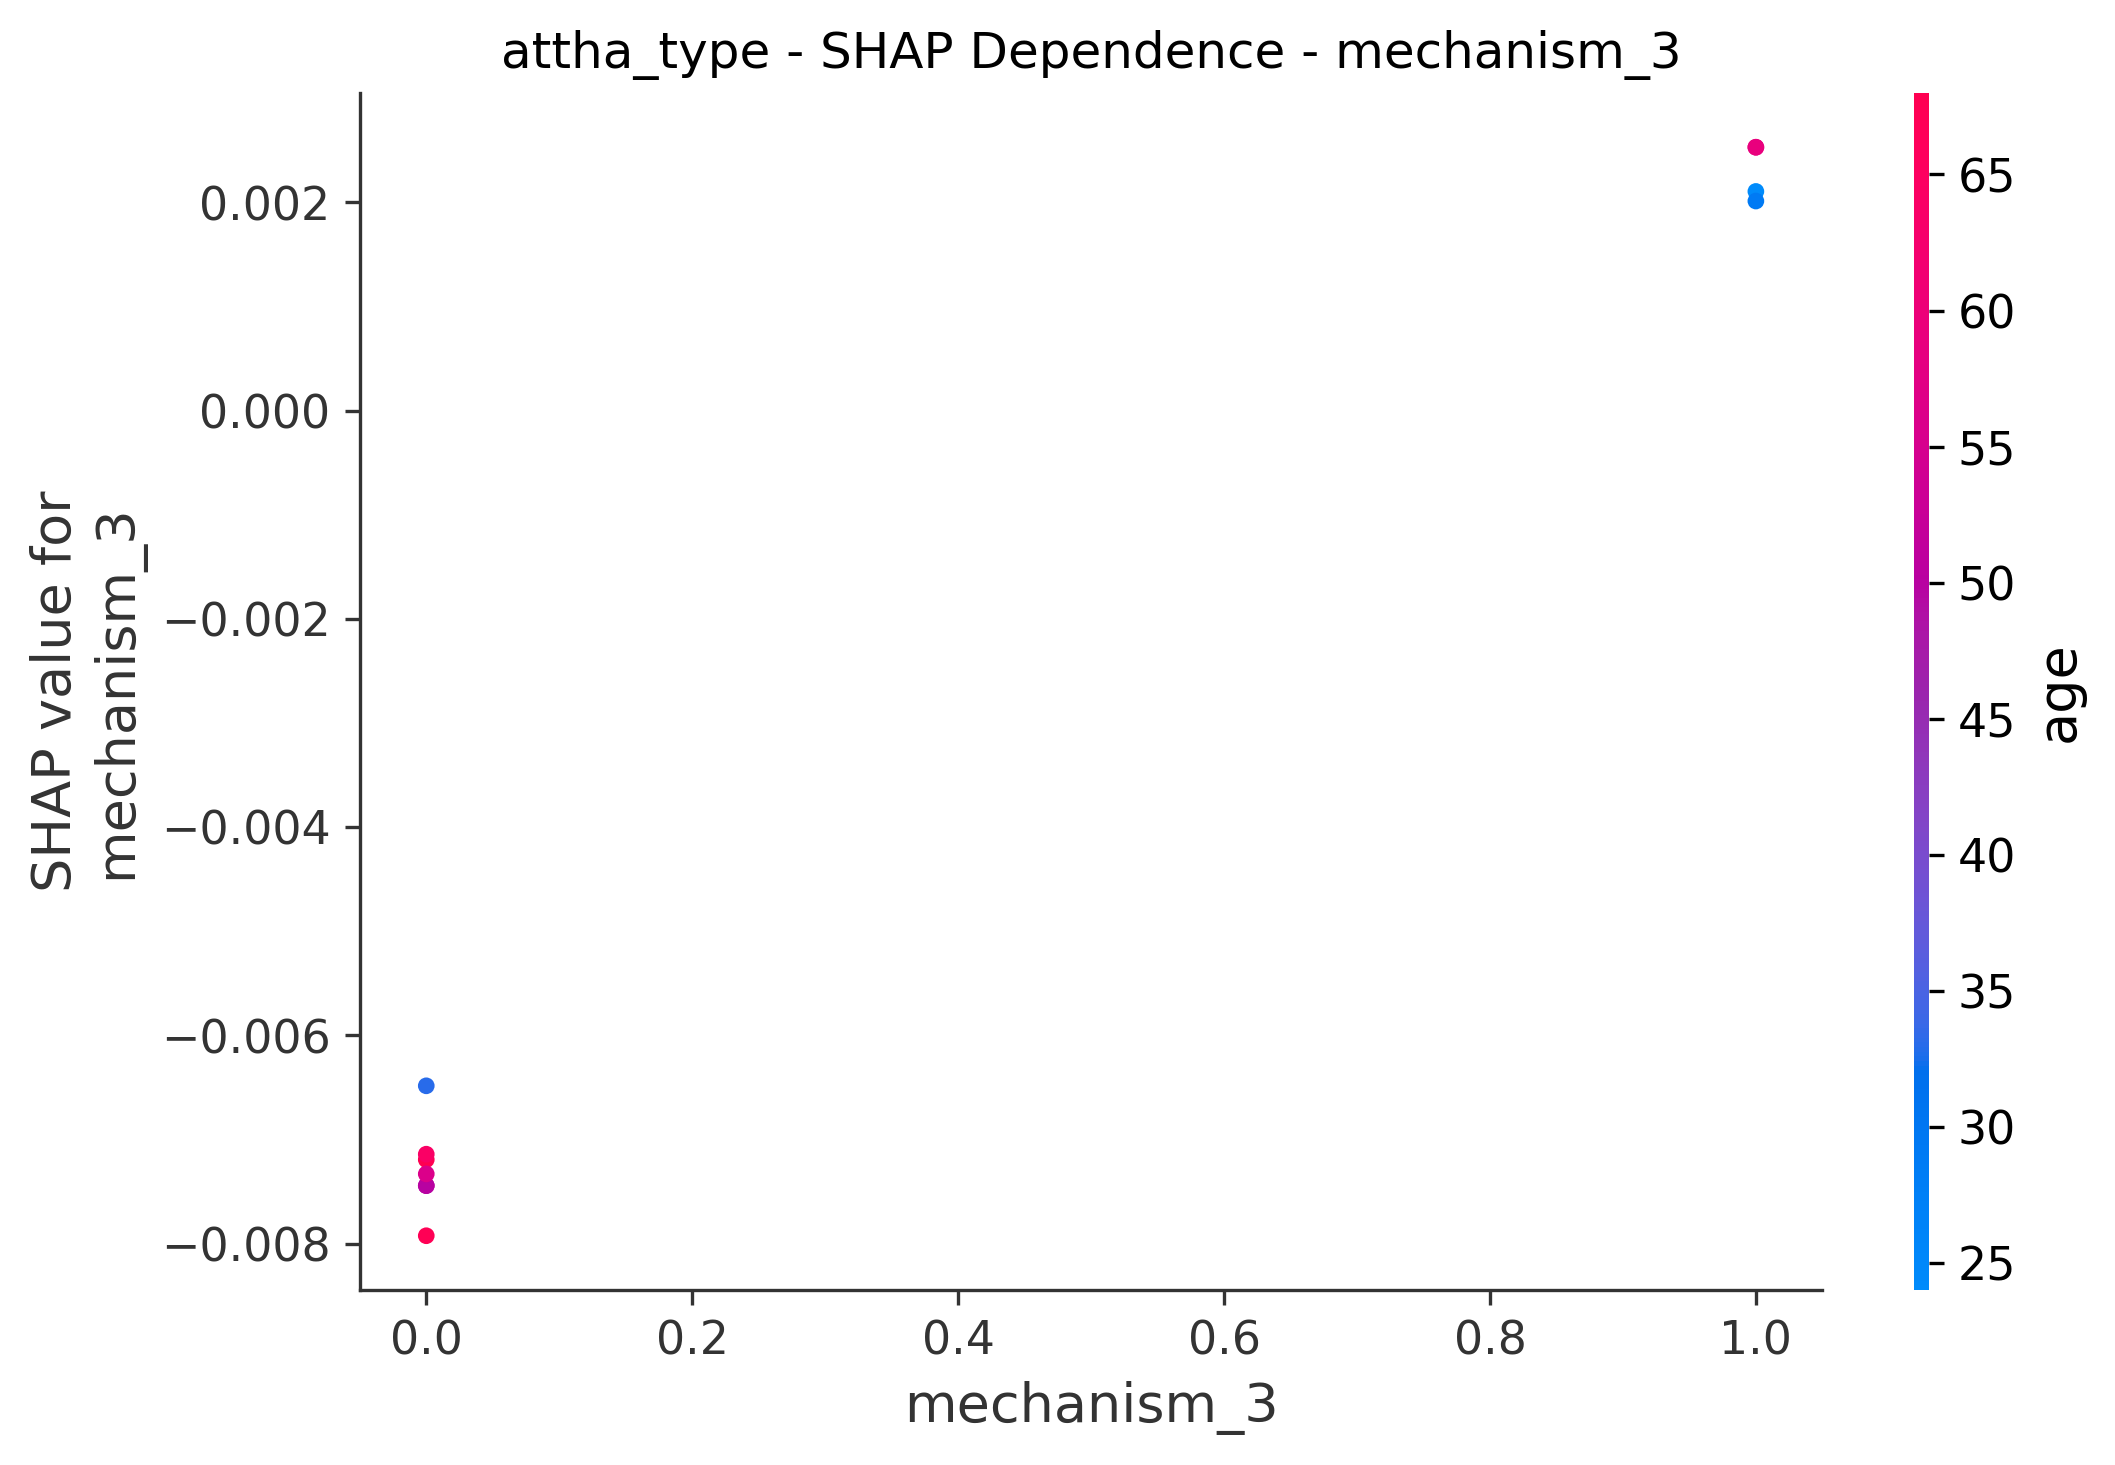 attha_type - SHAP Dependence - mechanism_3
SHAP value for
mechanism_3
0.002
0.000
−0.002
−0.004
−0.006
−0.008
0.0 0.2 0.4 0.6 0.8 1.0
mechanism_3
65
60
55
50
45
40
35
30
25
age